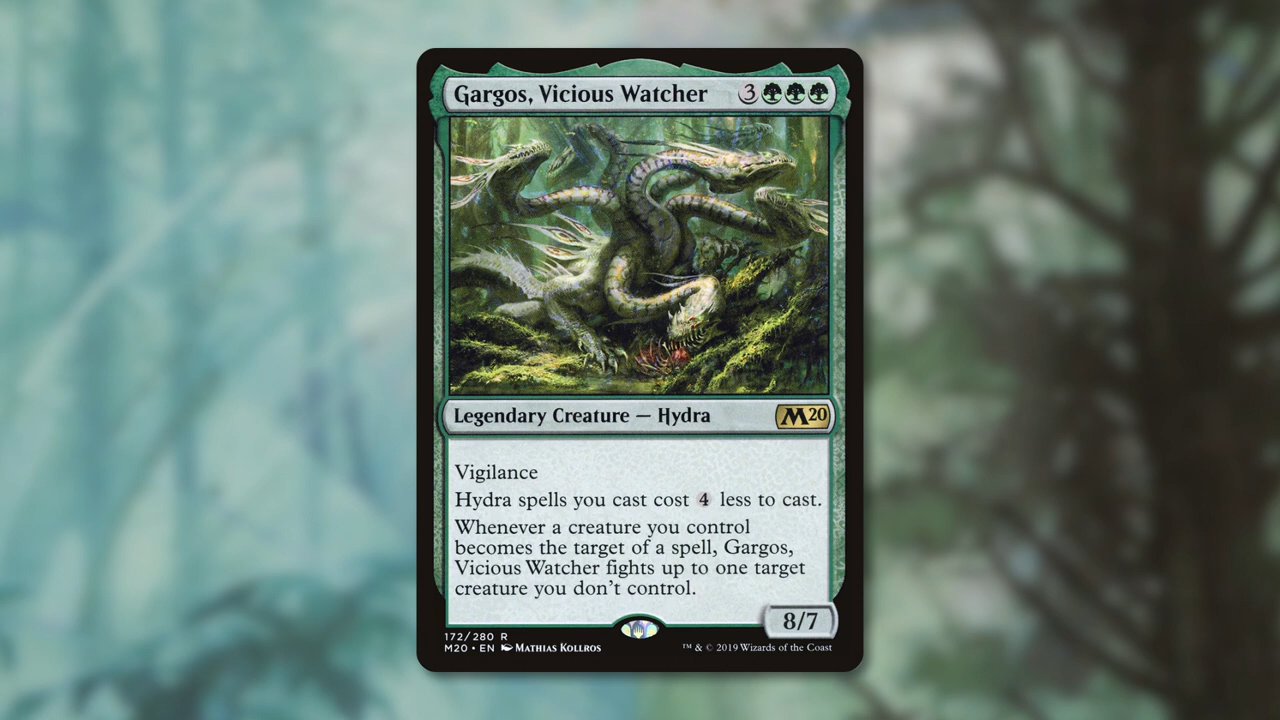 Gargos, Vicious Watcher 3
Legendary Creature — Hydra M20
Vigilance
Hydra spells you cast cost 4 less to cast.
Whenever a creature you control
becomes the target of a spell, Gargos,
Vicious Watcher fights up to one target
creature you don't control.
8/7
172/280 R
M20 • EN Mathias Kollros
™ & © 2019 Wizards of the Coast